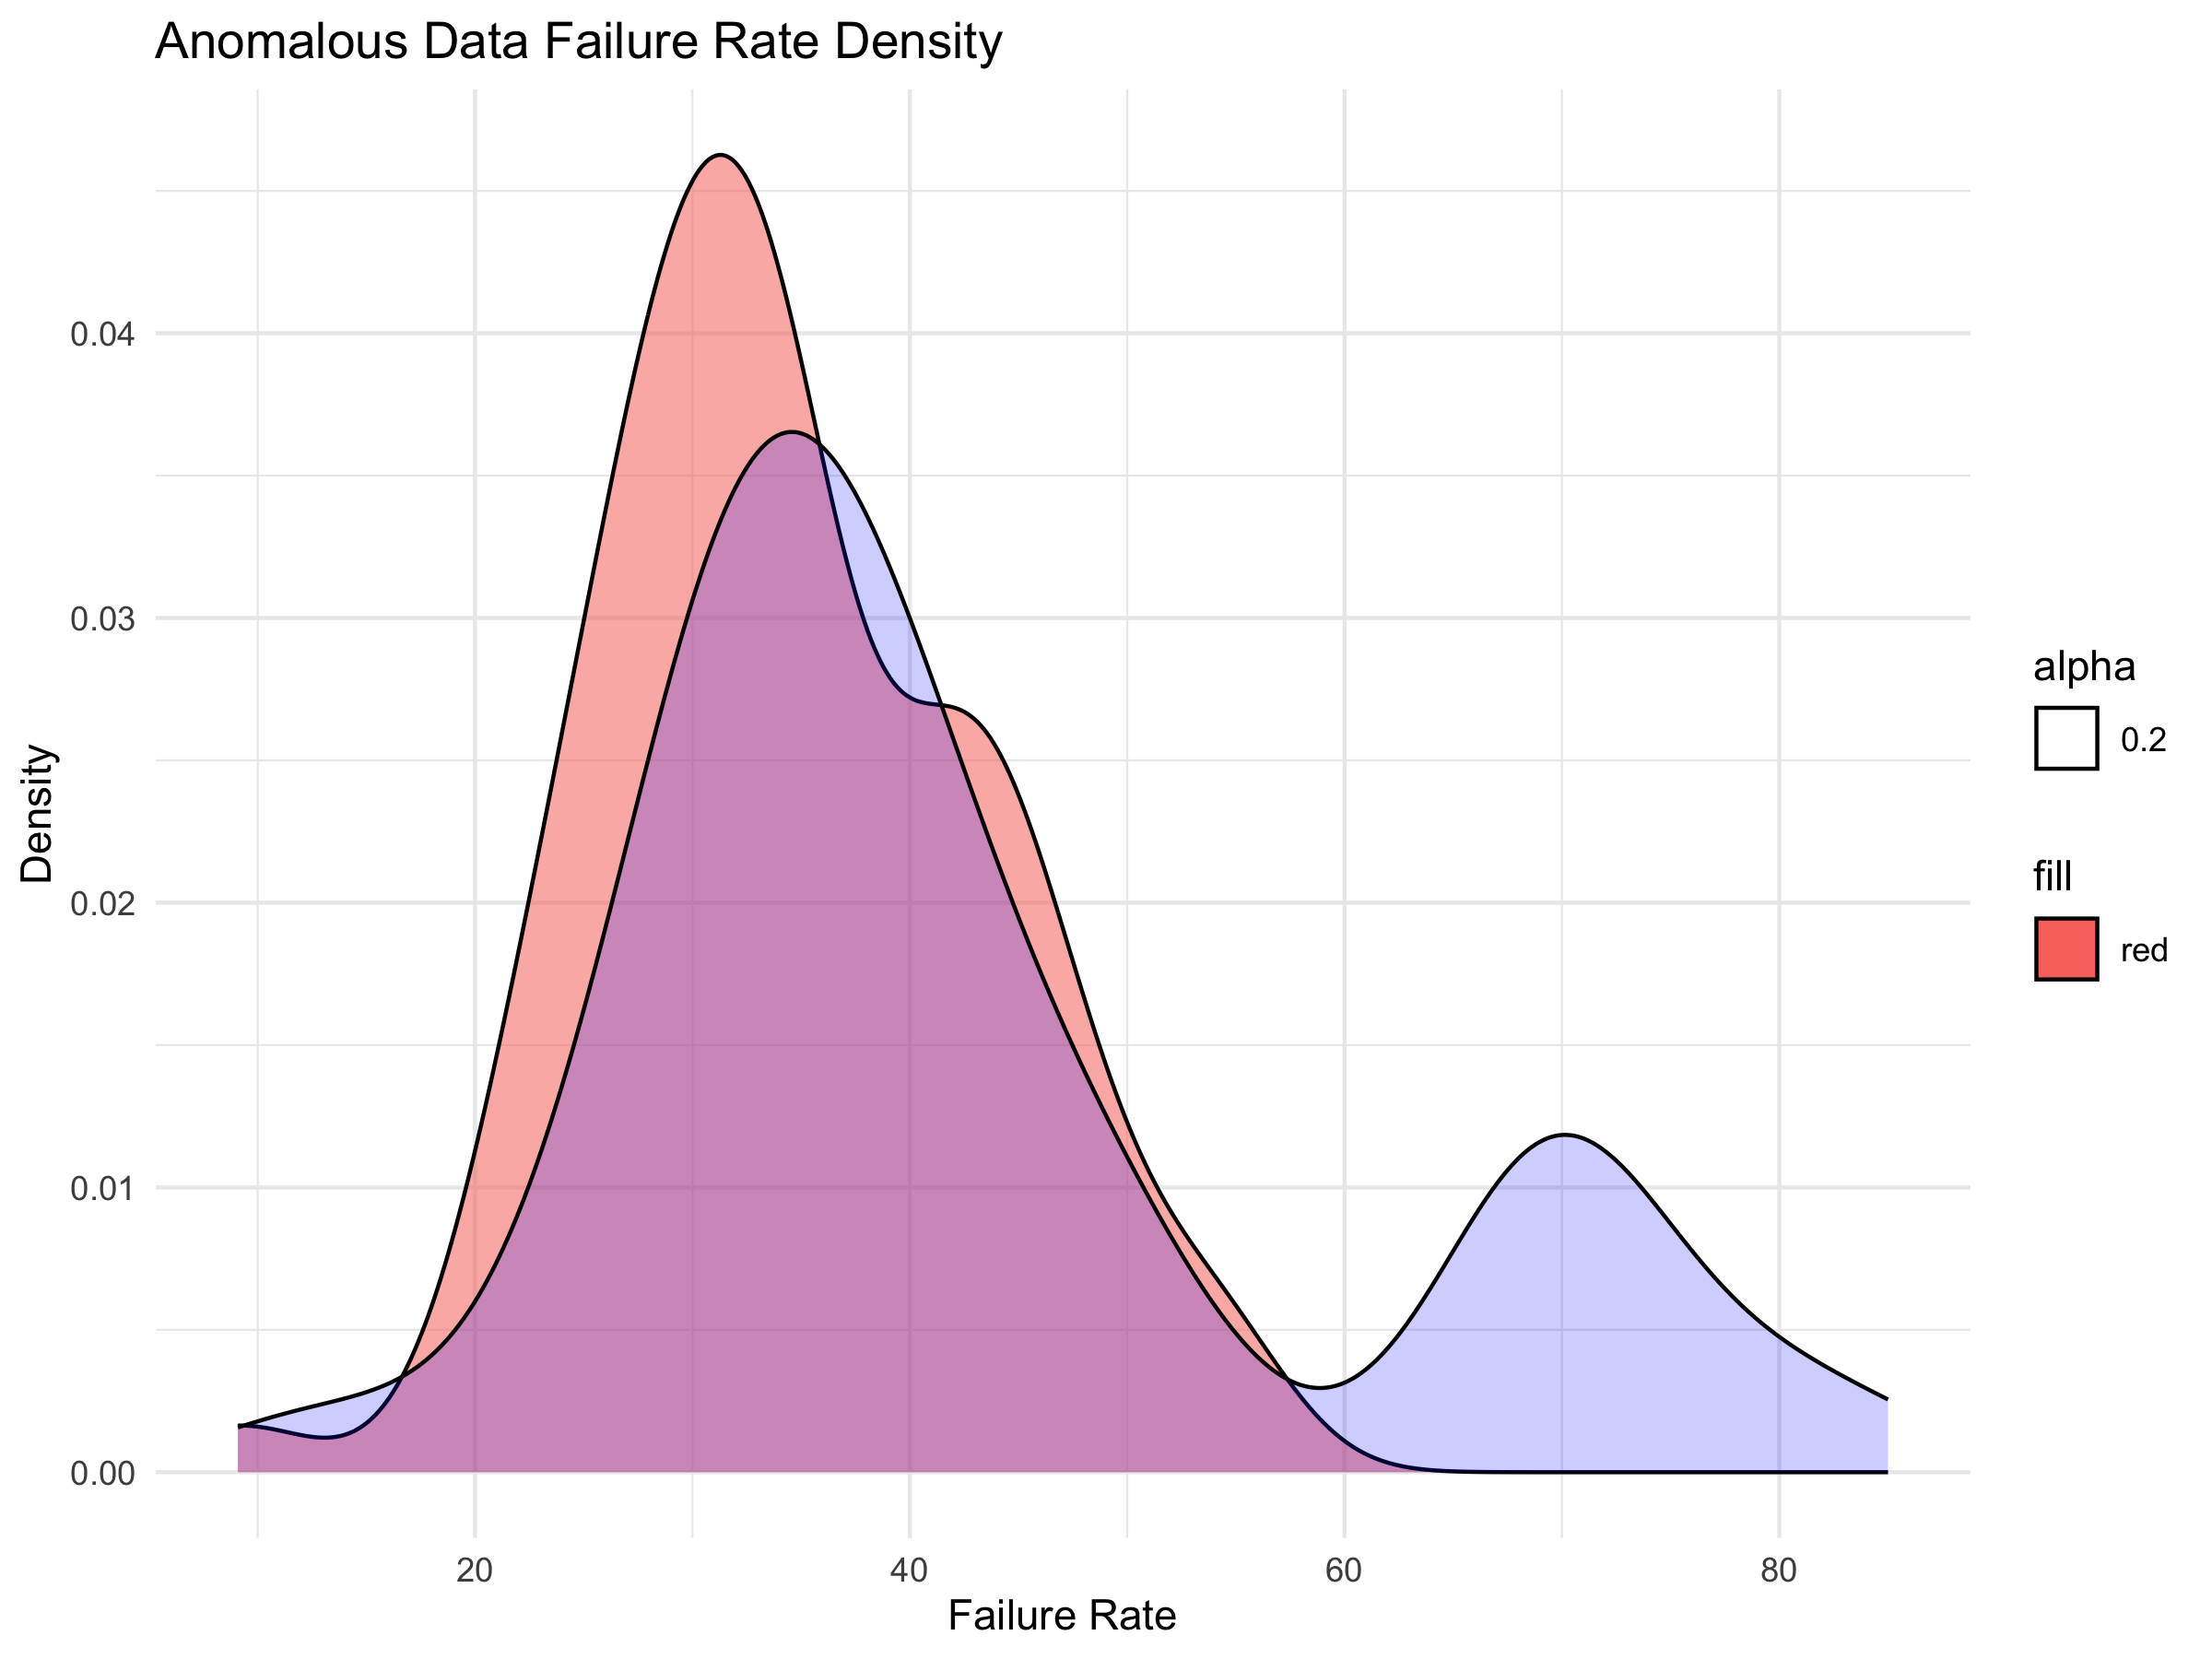 Anomalous Data Failure Rate Density
0.04
0.03
0.02
0.01
0.00
Density
20 40 60 80
Failure Rate
alpha
0.2
fill
red